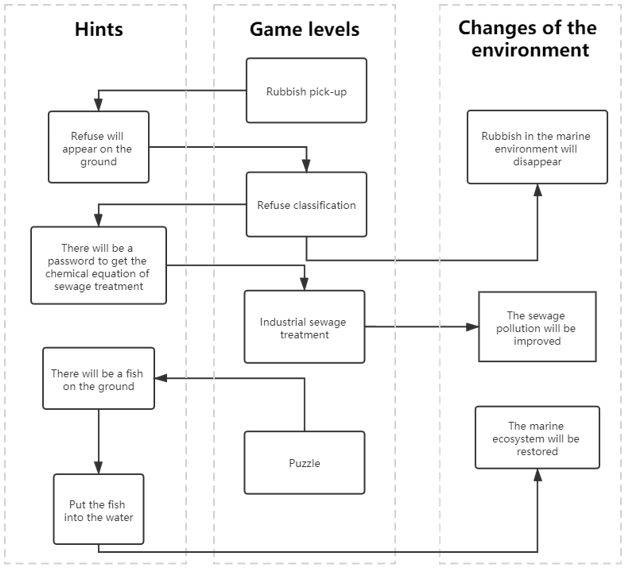 Hints
Game levels
Changes of the
environment
Rubbish pick-up
Refuse will
appear on the
ground
Rubbish in the marine
environment will
disappear
Refuse classification
There will be a
password to get the
chemical equation of
sewage treatment
Industrial sewage
treatment
The sewage
pollution will be
improved
There will be a fish
on the ground
The marine
ecosystem will be
restored
Puzzle
Put the fish
into the water